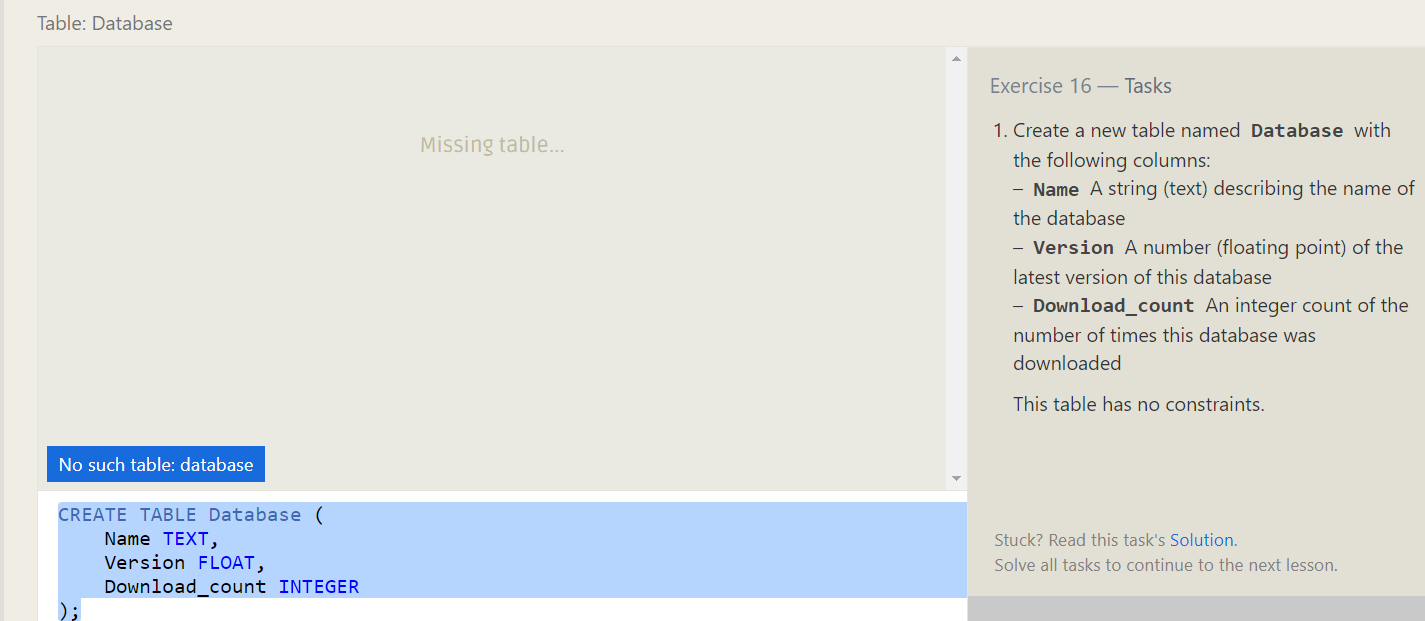 Table: Database
Missing table...
No such table: database
CREATE TABLE Database (
    Name TEXT,
    Version FLOAT,
    Download_count INTEGER
);
Exercise 16 — Tasks
1. Create a new table named Database with
the following columns:
– Name A string (text) describing the name of
the database
– Version A number (floating point) of the
latest version of this database
– Download_count An integer count of the
number of times this database was
downloaded
This table has no constraints.
Stuck? Read this task's Solution.
Solve all tasks to continue to the next lesson.